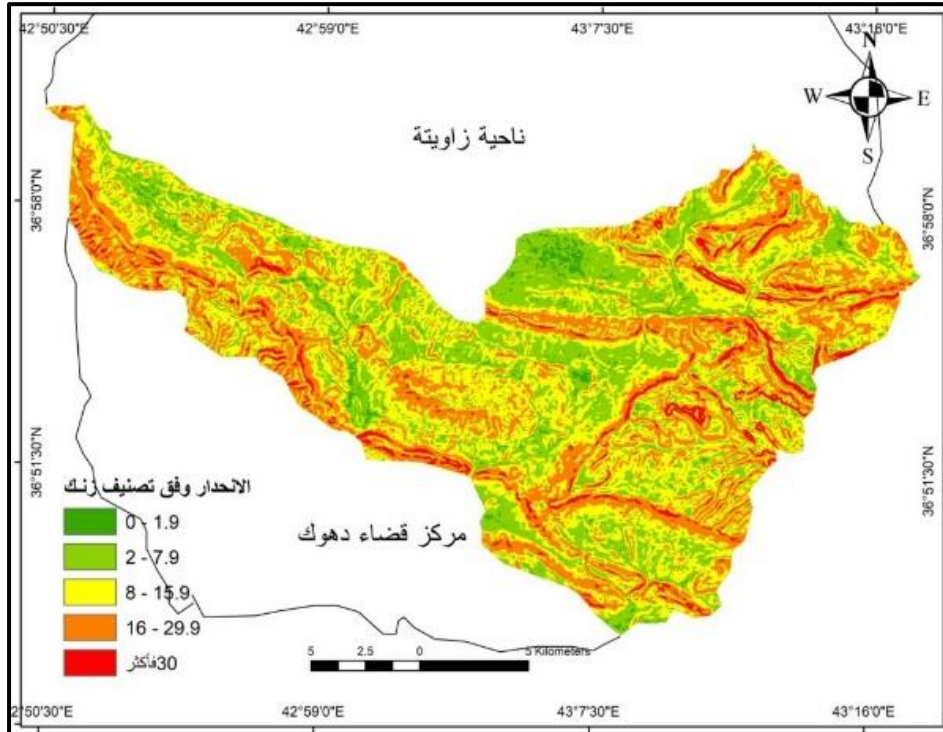 42°50'30"E 42°59'0"E 43°7'30"E 43°16'0"E
N
W E
S
ناحية زاويتة
36°58'0"N 36°58'0"N
36°51'30"N 36°51'30"N
الانحدار وفق تصنيف زنك
0 - 1.9
2 - 7.9
8 - 15.9
16 - 29.9
30فأكثر
مركز قضاء دهوك
5 2.5 0 5 Kilometers
2°50'30"E 42°59'0"E 43°7'30"E 43°16'0"E